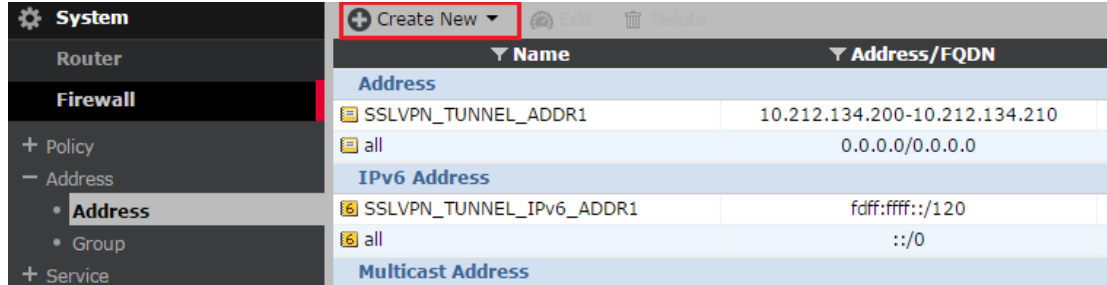 System
Router
Firewall
+ Policy
− Address
• Address
• Group
+ Service
Create New Edit Delete
Name Address/FQDN
Address
SSLVPN_TUNNEL_ADDR1 10.212.134.200-10.212.134.210
all 0.0.0.0/0.0.0.0
IPv6 Address
SSLVPN_TUNNEL_IPv6_ADDR1 fdff:ffff::/120
all ::/0
Multicast Address